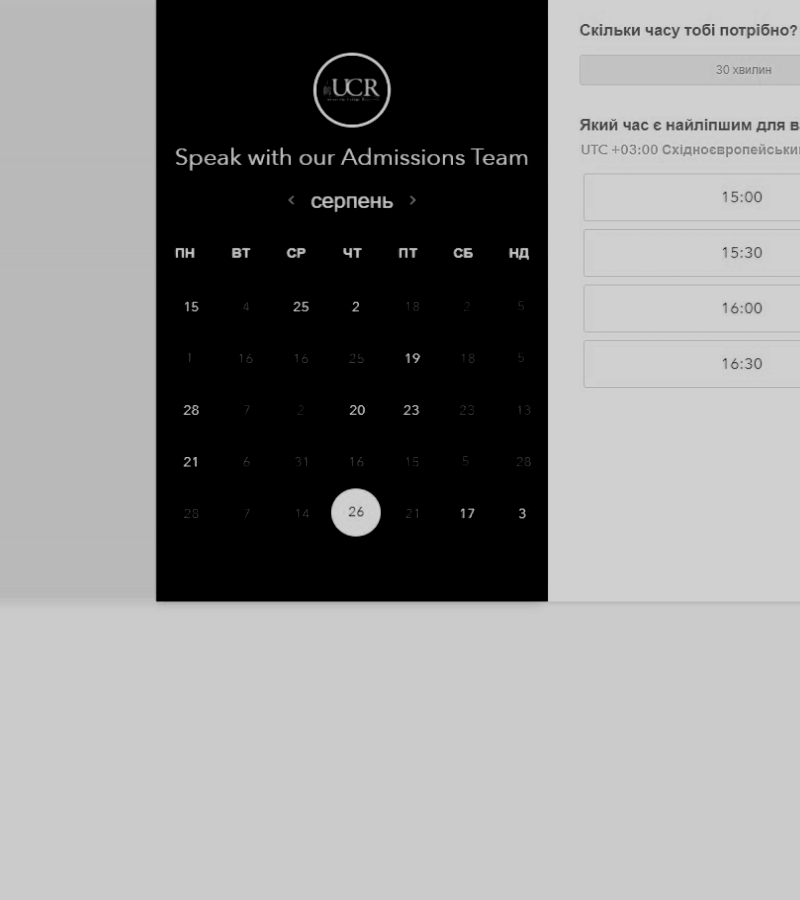 UCR
Speak with our Admissions Team
серпень
ПН ВТ СР ЧТ ПТ СБ НД
15 4 25 2 18 2 5
1 16 16 25 19 18 5
28 7 2 20 23 23 13
21 6 31 16 15 5 28
28 7 14 26 21 17 3
Скільки часу тобі потрібно?
30 хвилин
Який час є найліпшим для в
UTC +03:00 Східноєвропейськи
15:00
15:30
16:00
16:30